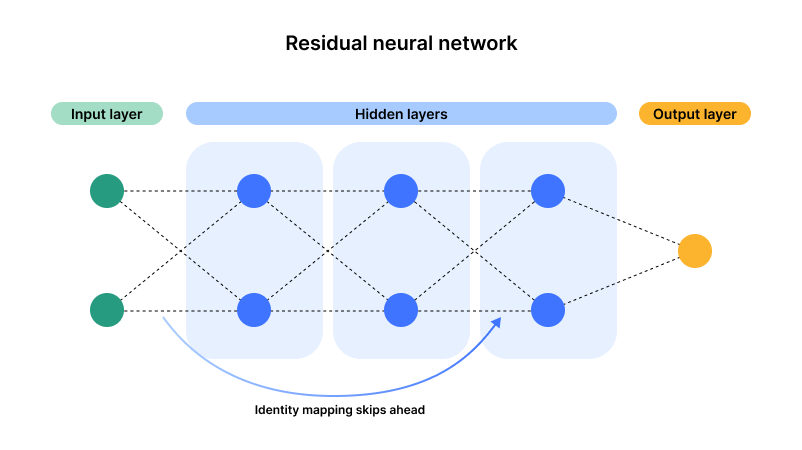 Residual neural network
Input layer
Hidden layers
Output layer
Identity mapping skips ahead